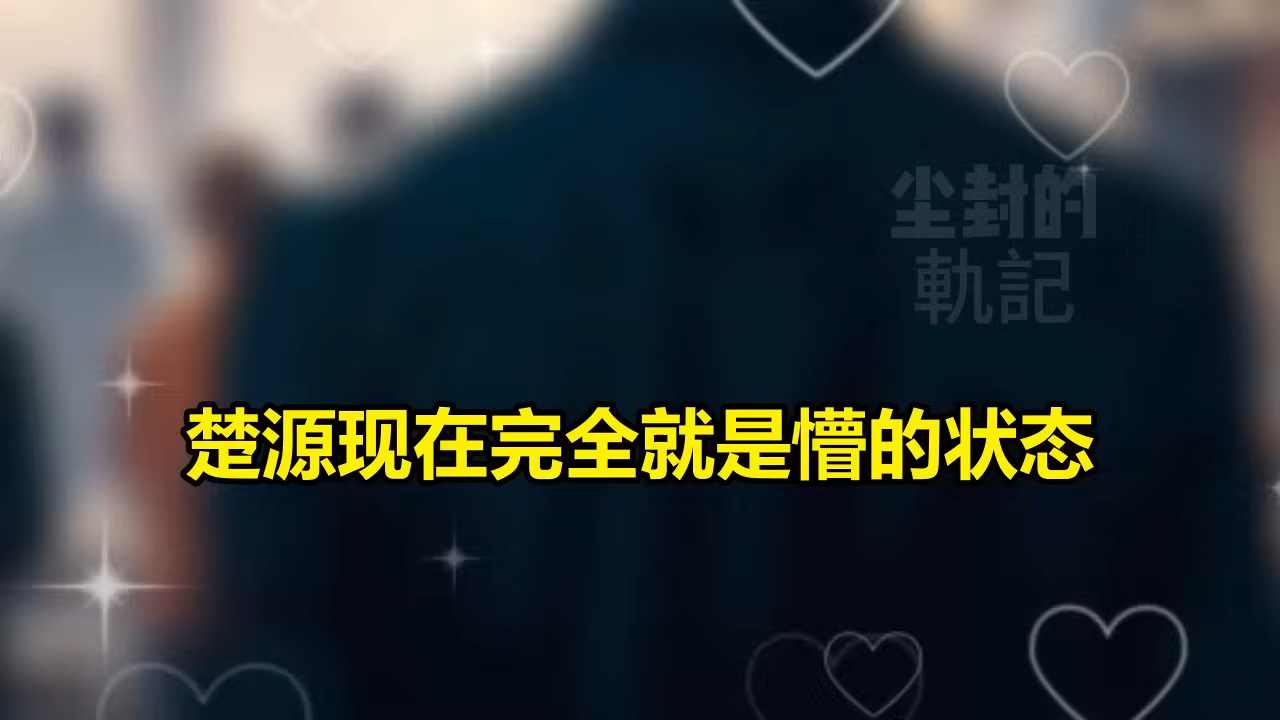 尘封的
軌記
楚源现在完全就是懵的状态